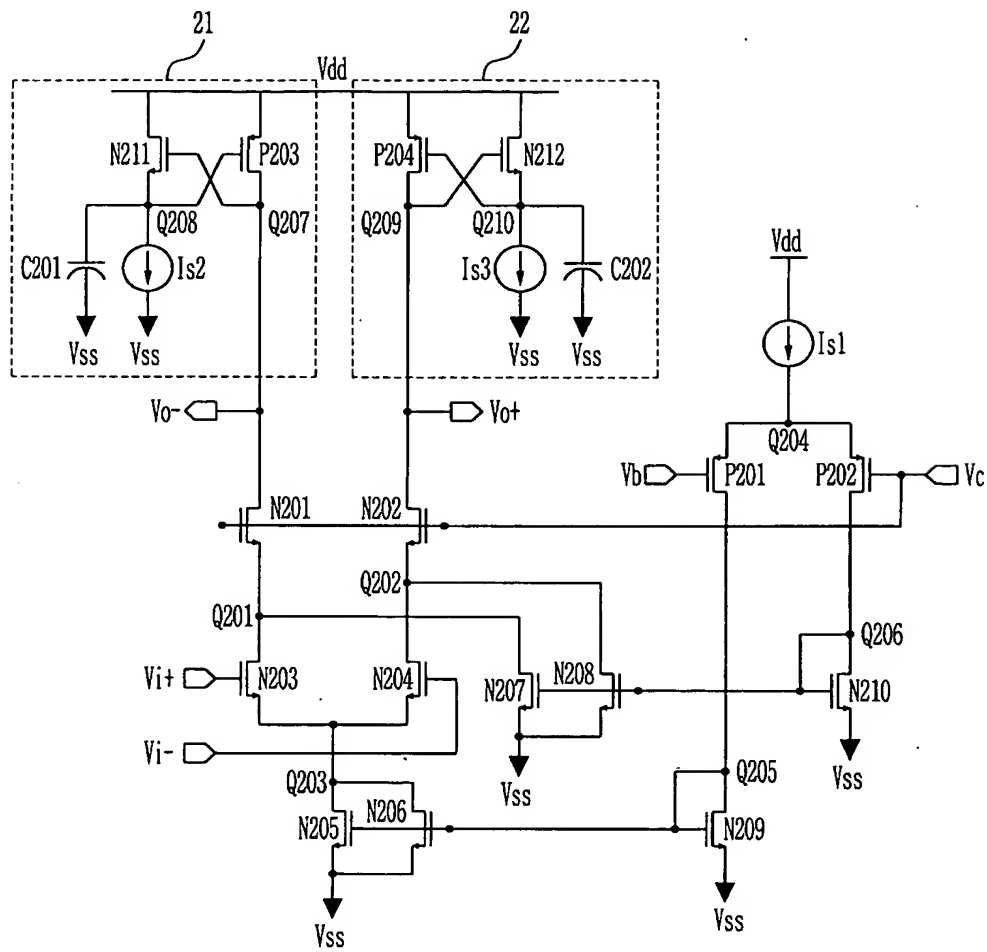 21
22
Vdd
N211
P203
P204
N212
Q208
Q207
Q209
Q210
Vdd
C201
Is2
Is3
C202
Vss
Vss
Vss
Vss
Is1
Vo-
Vo+
Q204
Vb
P201
P202
Vc
N201
N202
Q202
Q201
Q206
Vi+
N203
N204
N207
N208
N210
Vi-
Vss
Vss
Q203
Q205
N205
N206
N209
Vss
Vss